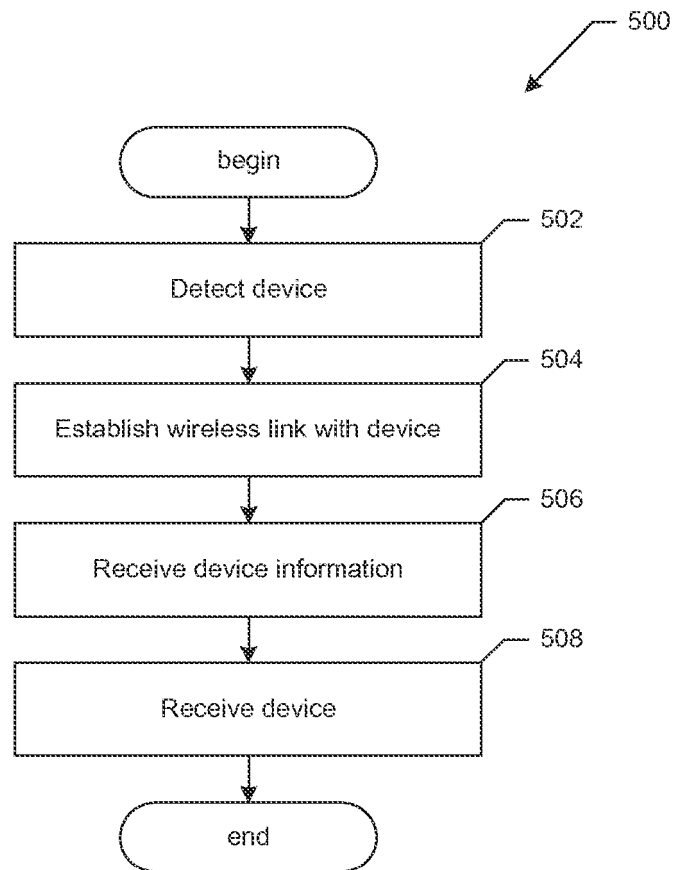 500
begin
502
Detect device
504
Establish wireless link with device
506
Receive device information
508
Receive device
end